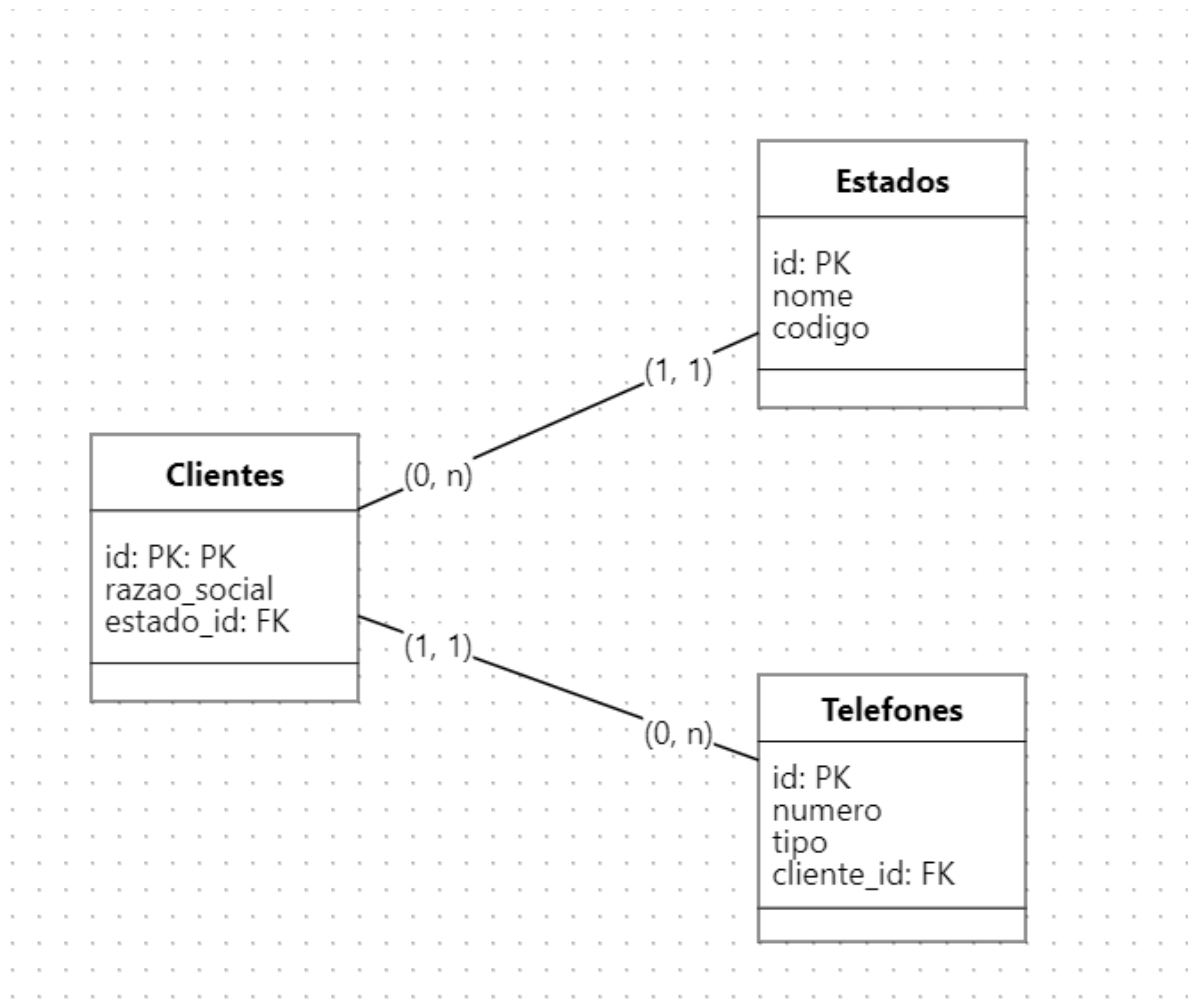 Estados
id: PK
nome
codigo
(1, 1)
(0, n)
Clientes
id: PK: PK
razao_social
estado_id: FK
(1, 1)
(0, n)
Telefones
id: PK
numero
tipo
cliente_id: FK